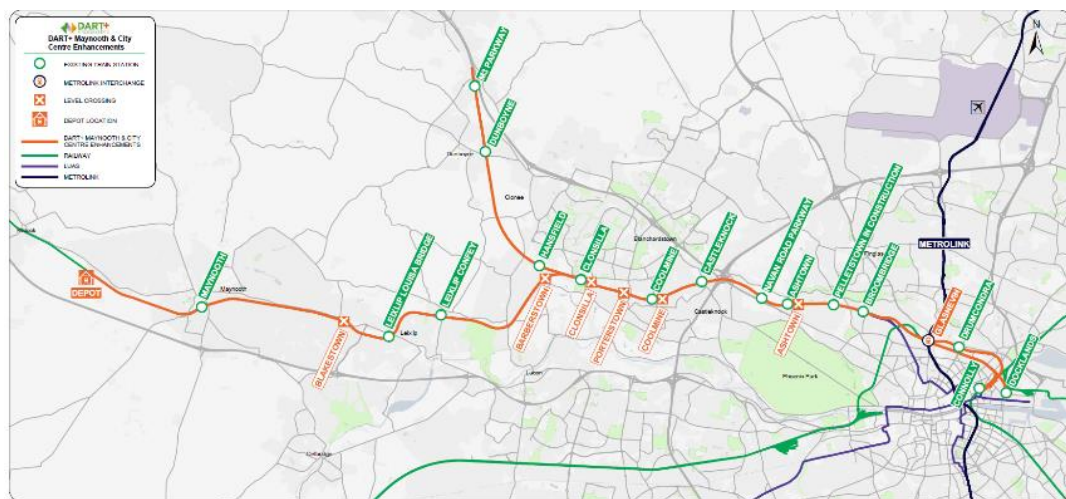 DART+
DART+ Maynooth & City
Centre Enhancements
EXISTING TRAIN STATION
METROLINK INTERCHANGE
LEVEL CROSSING
DEPOT LOCATION
DART+ MAYNOOTH & CITY
CENTRE ENHANCEMENTS
RAILWAY
LUAS
METROLINK
N
M3 PARKWAY
DUNBOYNE
Dunboyne
Clonee
HANSFIELD
CLONSILLA
Blanchardstown
COOLMINE
CASTLEKNOCK
NAVAN ROAD PARKWAY
ASHTOWN
PELLETSTOWN IN CONSTRUCTION
BROOMBRIDGE
Finglas
METROLINK
GLASNEVIN
DRUMCONDRA
DOCKLANDS
CONNOLLY
DEPOT
MAYNOOTH
Maynooth
BLAKESTOWN
LEIXLIP LOUISA BRIDGE
Leixlip
LEIXLIP CONFEY
BARBERSTOWN
CLONSILLA
PORTERSTOWN
COOLMINE
Castleknock
ASHTOWN
Phoenix Park
Lucan
Celbridge